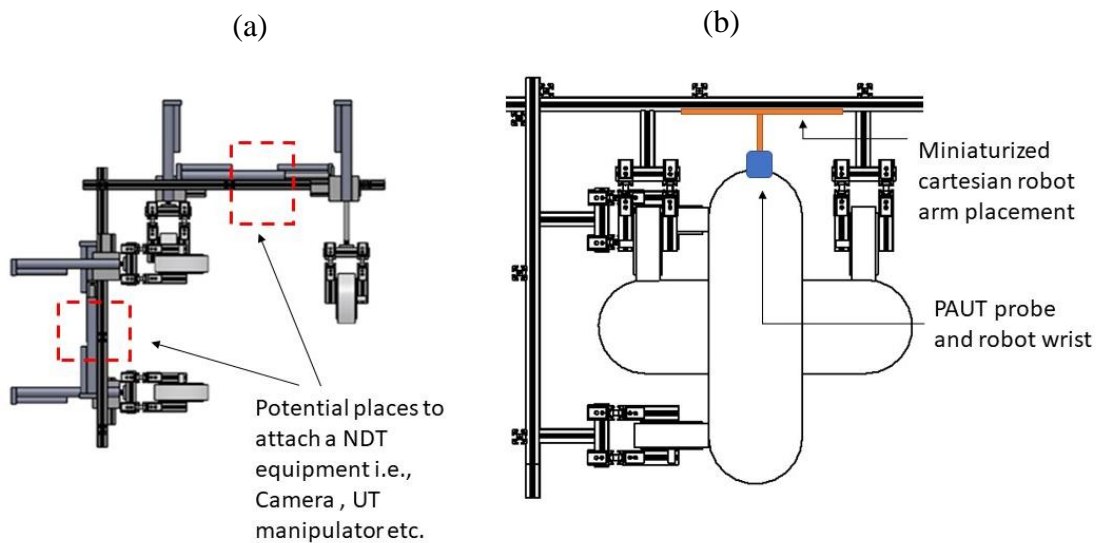 (a)
(b)
Miniaturized
cartesian robot
arm placement
PAUT probe
and robot wrist
Potential places to
attach a NDT
equipment i.e.,
Camera , UT
manipulator etc.